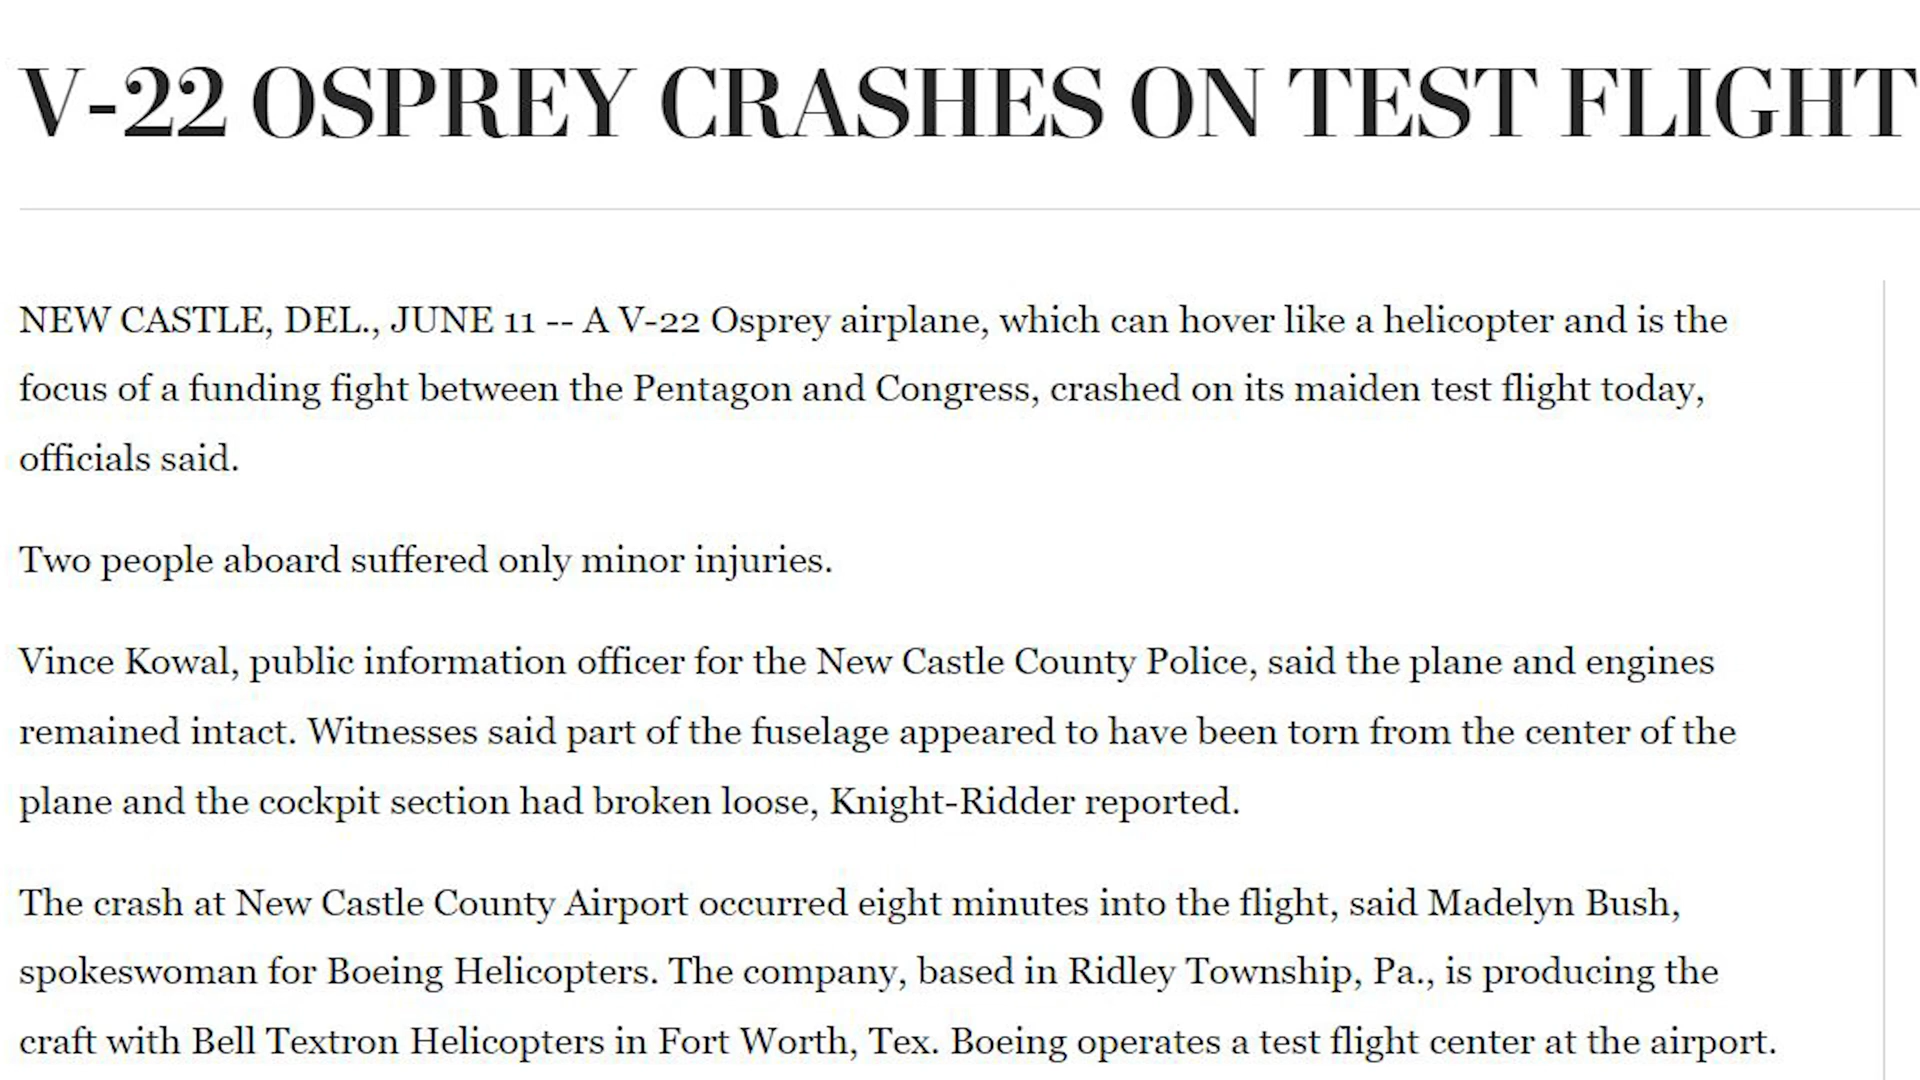 V-22 OSPREY CRASHES ON TEST FLIGHT
NEW CASTLE, DEL., JUNE 11 -- A V-22 Osprey airplane, which can hover like a helicopter and is the
focus of a funding fight between the Pentagon and Congress, crashed on its maiden test flight today,
officials said.
Two people aboard suffered only minor injuries.
Vince Kowal, public information officer for the New Castle County Police, said the plane and engines
remained intact. Witnesses said part of the fuselage appeared to have been torn from the center of the
plane and the cockpit section had broken loose, Knight-Ridder reported.
The crash at New Castle County Airport occurred eight minutes into the flight, said Madelyn Bush,
spokeswoman for Boeing Helicopters. The company, based in Ridley Township, Pa., is producing the
craft with Bell Textron Helicopters in Fort Worth, Tex. Boeing operates a test flight center at the airport.